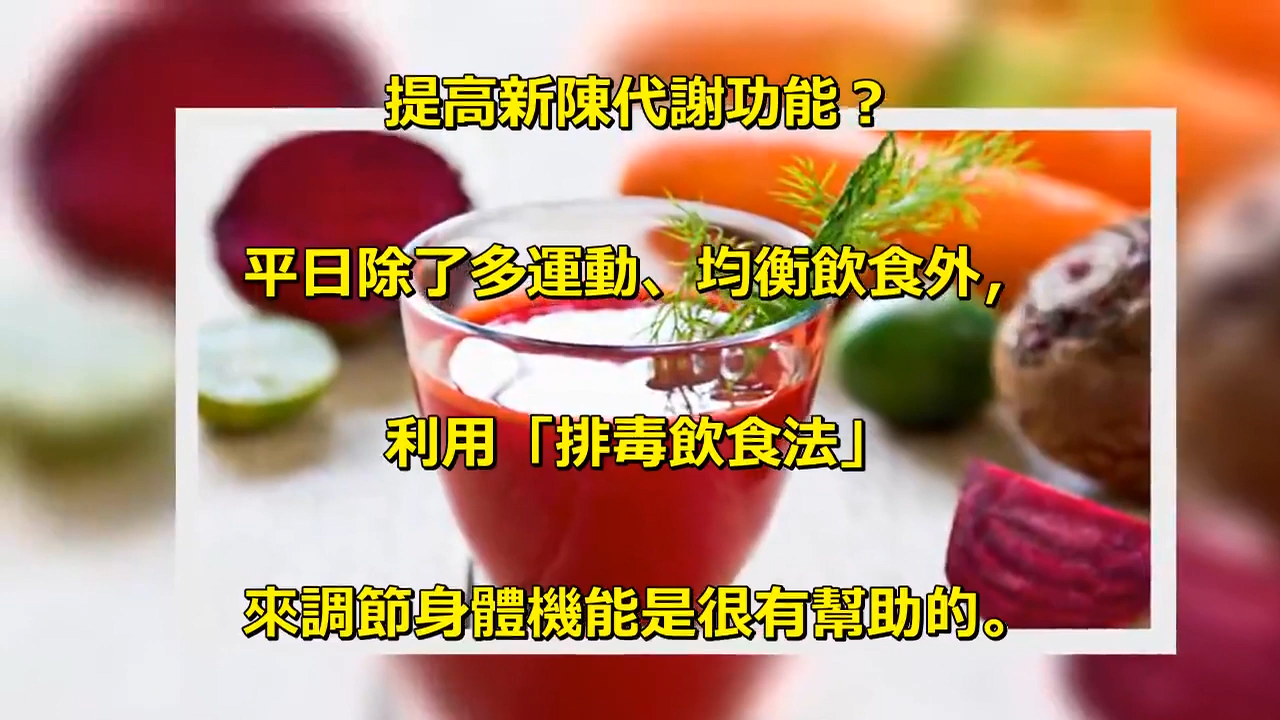 提高新陳代謝功能？
平日除了多運動、均衡飲食外，
利用「排毒飲食法」
來調節身體機能是很有幫助的。